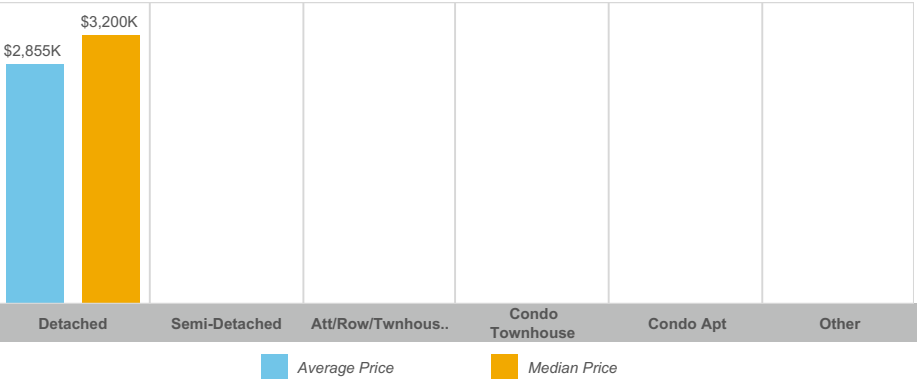 $3,200K
$2,855K
Detached
Semi-Detached
Att/Row/Twnhous..
Condo
Townhouse
Condo Apt
Other
Average Price
Median Price